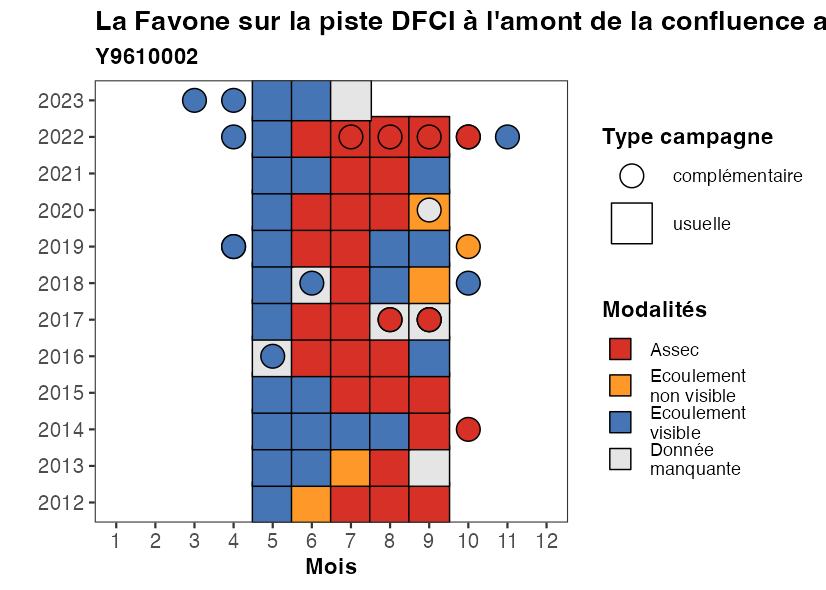 La Favone sur la piste DFCI à l'amont de la confluence a
Y9610002
2023
2022
2021
2020
2019
2018
2017
2016
2015
2014
2013
2012
1 2 3 4 5 6 7 8 9 10 11 12
Mois
Type campagne
complémentaire
usuelle
Modalités
Assec
Ecoulement
non visible
Ecoulement
visible
Donnée
manquante